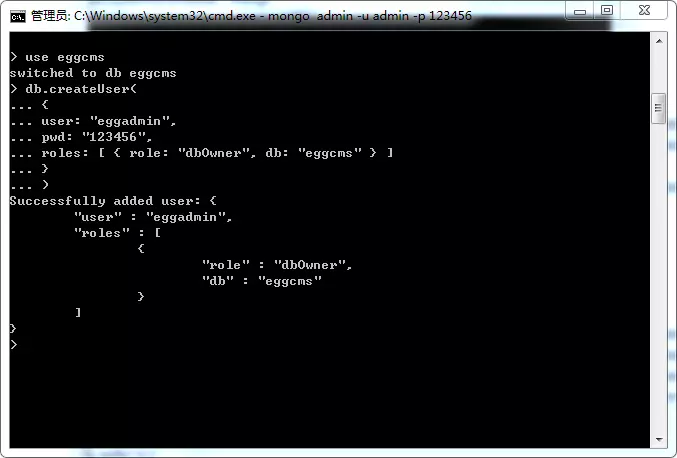 管理员: C:\Windows\system32\cmd.exe - mongo  admin -u admin -p 123456
> use eggcms
switched to db eggcms
> db.createUser(
... {
... user: "eggadmin",
... pwd: "123456",
... roles: [ { role: "dbOwner", db: "eggcms" } ]
... }
... )
Successfully added user: {
        "user" : "eggadmin",
        "roles" : [
                {
                        "role" : "dbOwner",
                        "db" : "eggcms"
                }
        ]
}
>